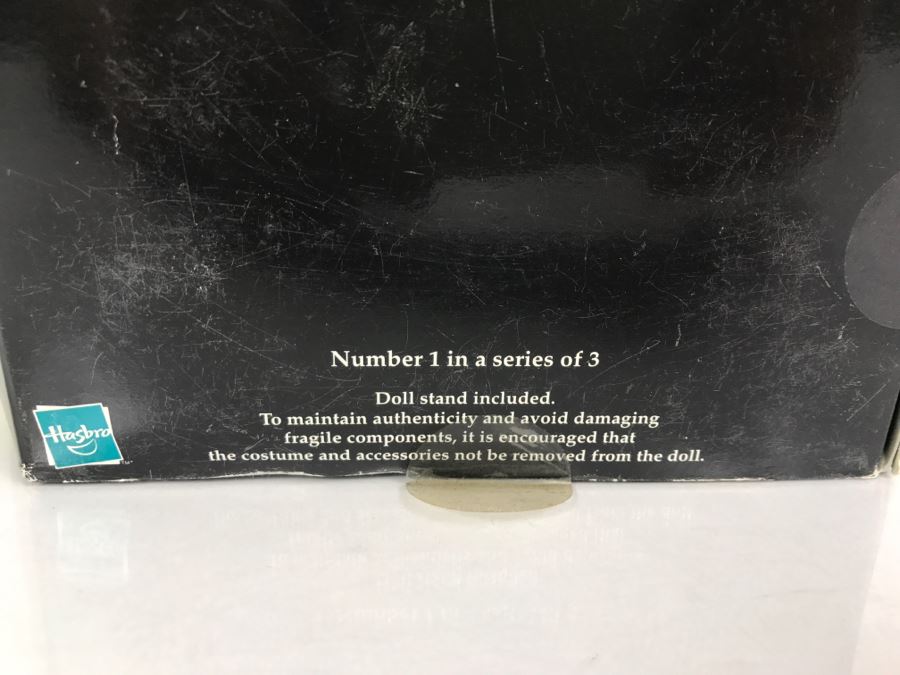 Number 1 in a series of 3
Doll stand included.
To maintain authenticity and avoid damaging
fragile components, it is encouraged that
the costume and accessories not be removed from the doll.
Hasbro
TM